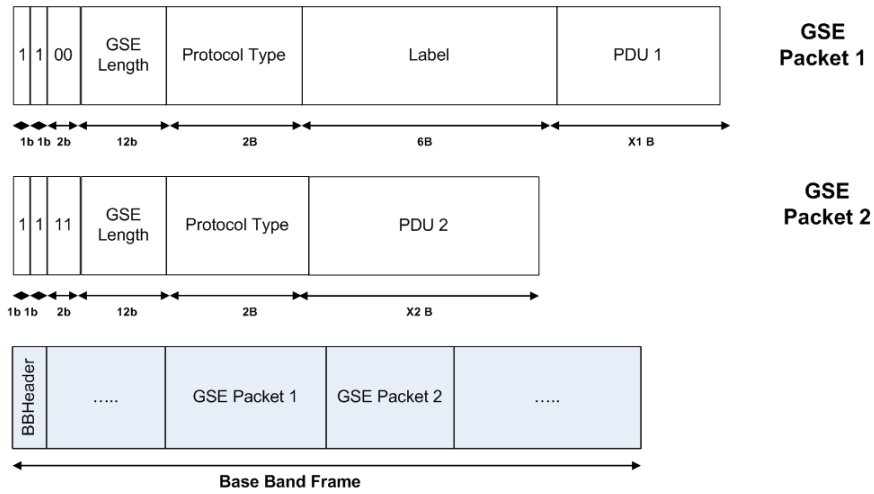 1 1 00 GSE Length Protocol Type Label PDU 1 GSE Packet 1
1b 1b 2b 12b 2B 6B X1 B
1 1 11 GSE Length Protocol Type PDU 2 GSE Packet 2
1b 1b 2b 12b 2B X2 B
BBHeader ..... GSE Packet 1 GSE Packet 2 .....
Base Band Frame